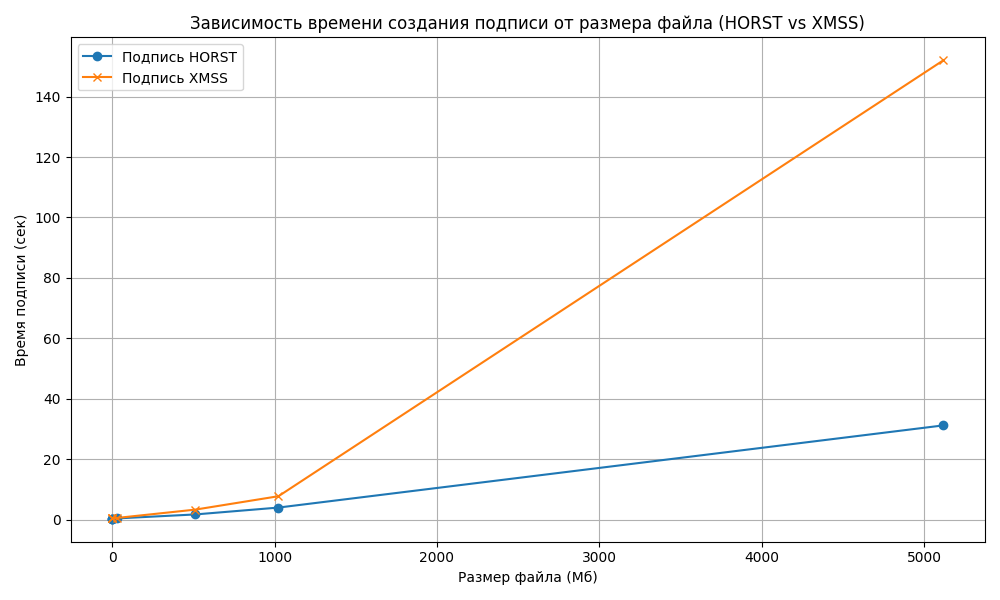 Зависимость времени создания подписи от размера файла (HORST vs XMSS)
Подпись HORST
Подпись XMSS
Время подписи (сек)
140
120
100
80
60
40
20
0
0 1000 2000 3000 4000 5000
Размер файла (Мб)